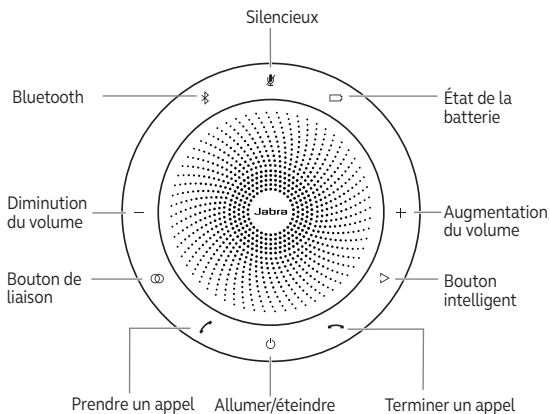 Silencieux
Bluetooth
État de la
batterie
Jabra
Diminution
du volume
Augmentation
du volume
Bouton de
liaison
Bouton
intelligent
Prendre un appel
Allumer/éteindre
Terminer un appel